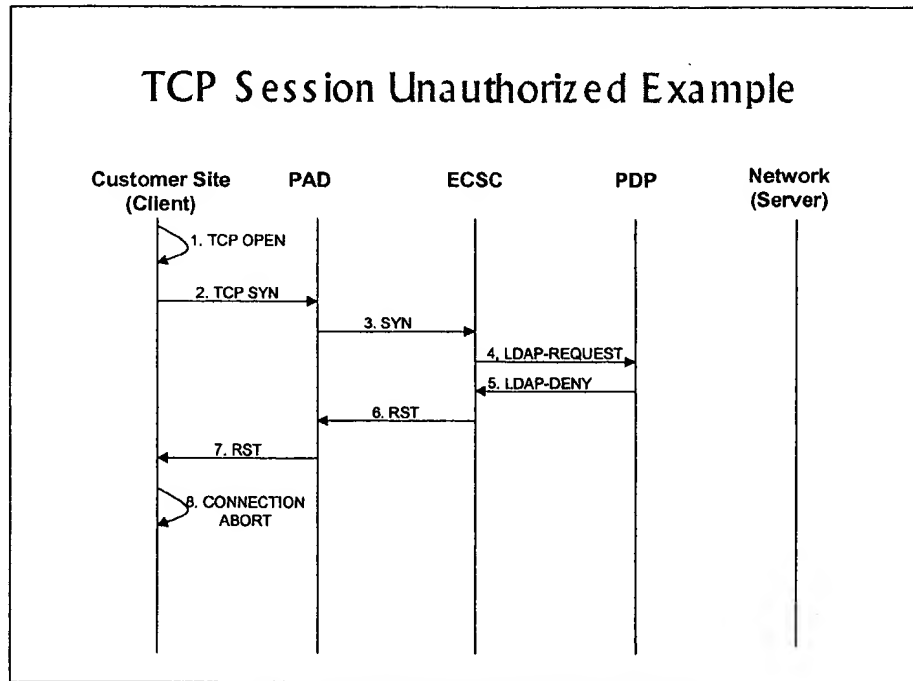 TCP Session Unauthorized Example
Customer Site
(Client)
PAD
ECSC
PDP
Network
(Server)
1. TCP OPEN
2. TCP SYN
3. SYN
4. LDAP-REQUEST
5. LDAP-DENY
6. RST
7. RST
8. CONNECTION
ABORT